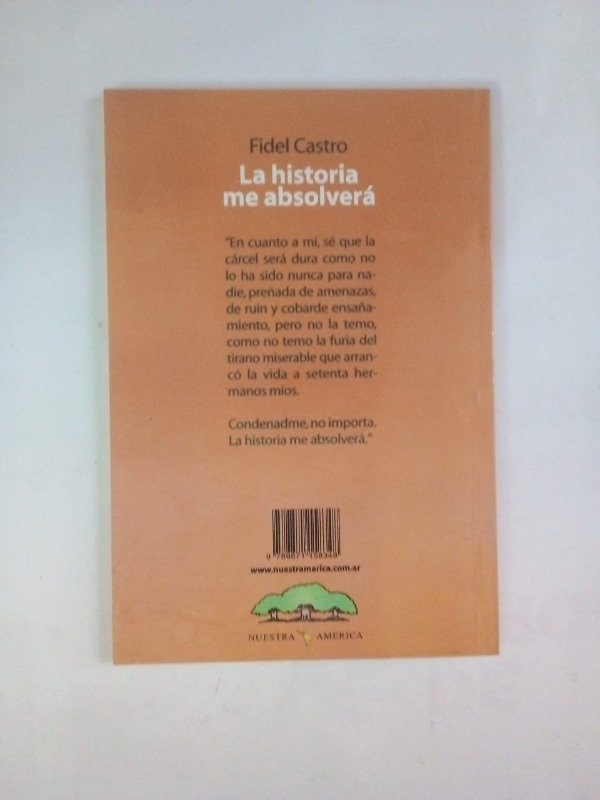 Fidel Castro
La historia
me absolverá
"En cuanto a mí, sé que la
cárcel será dura como no
lo ha sido nunca para na-
die, preñada de amenazas,
de ruin y cobarde ensaña-
miento, pero no la temo,
como no temo la furia del
tirano miserable que arran-
có la vida a setenta her-
manos míos.
Condenadme, no importa.
La historia me absolverá."
www.nuestramerica.com.ar
NUESTRA AMERICA